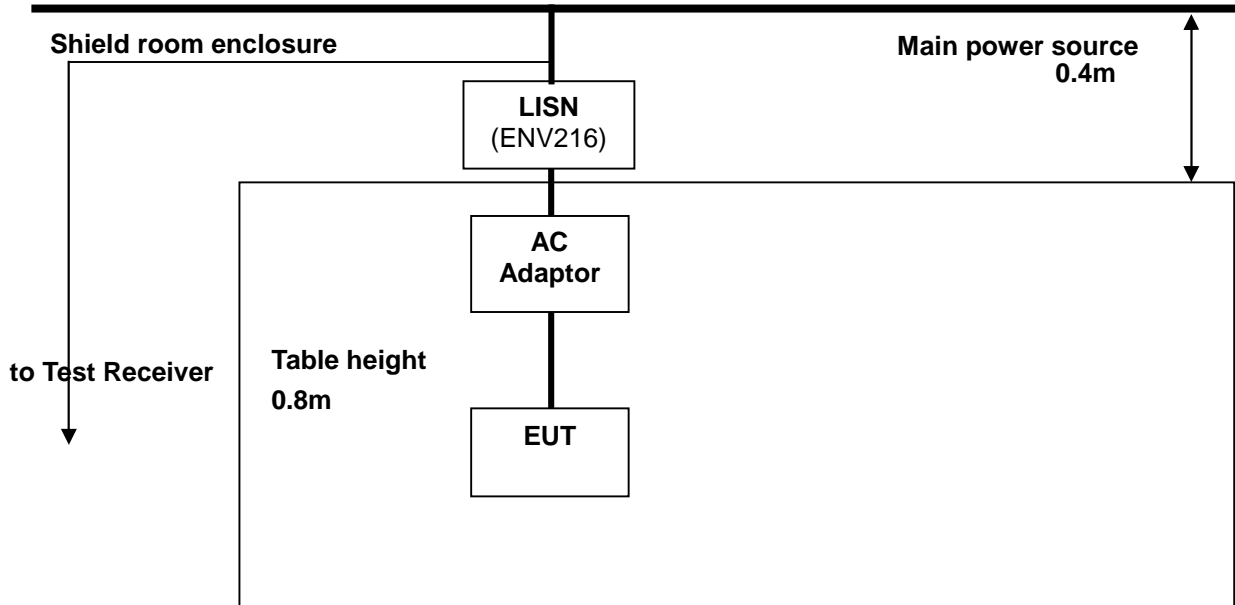 Shield room enclosure
Main power source
0.4m
LISN
(ENV216)
AC
Adaptor
to Test Receiver
Table height
0.8m
EUT